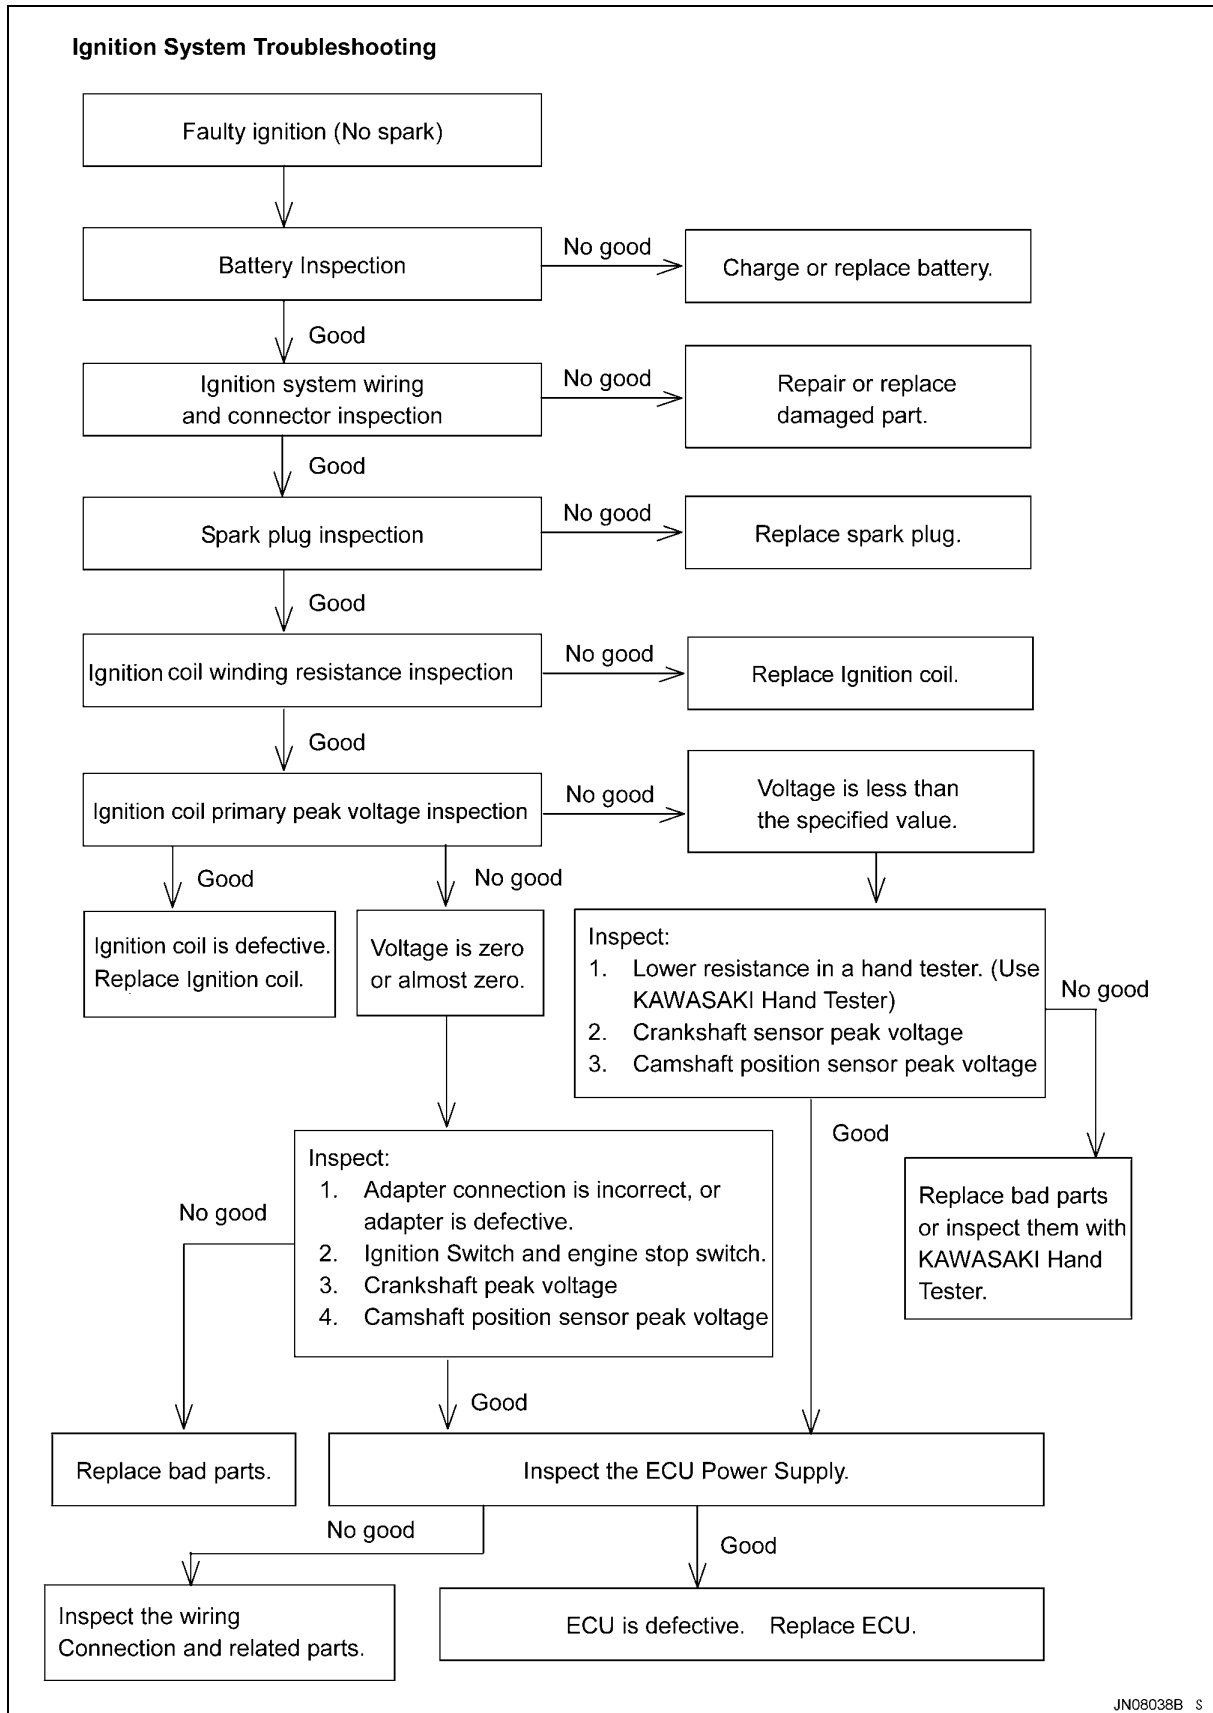 Ignition System Troubleshooting
Faulty ignition (No spark)
Battery Inspection
No good
Charge or replace battery.
Good
Ignition system wiring
and connector inspection
No good
Repair or replace
damaged part.
Good
Spark plug inspection
No good
Replace spark plug.
Good
Ignition coil winding resistance inspection
No good
Replace Ignition coil.
Good
Ignition coil primary peak voltage inspection
No good
Voltage is less than
the specified value.
Good
No good
Ignition coil is defective.
Replace Ignition coil.
Voltage is zero
or almost zero.
Inspect:
1. Lower resistance in a hand tester. (Use
KAWASAKI Hand Tester)
2. Crankshaft sensor peak voltage
3. Camshaft position sensor peak voltage
No good
Good
Replace bad parts
or inspect them with
KAWASAKI Hand
Tester.
Inspect:
1. Adapter connection is incorrect, or
adapter is defective.
2. Ignition Switch and engine stop switch.
3. Crankshaft peak voltage
4. Camshaft position sensor peak voltage
No good
Good
Replace bad parts.
Inspect the ECU Power Supply.
No good
Good
Inspect the wiring
Connection and related parts.
ECU is defective. Replace ECU.
JN08038B S